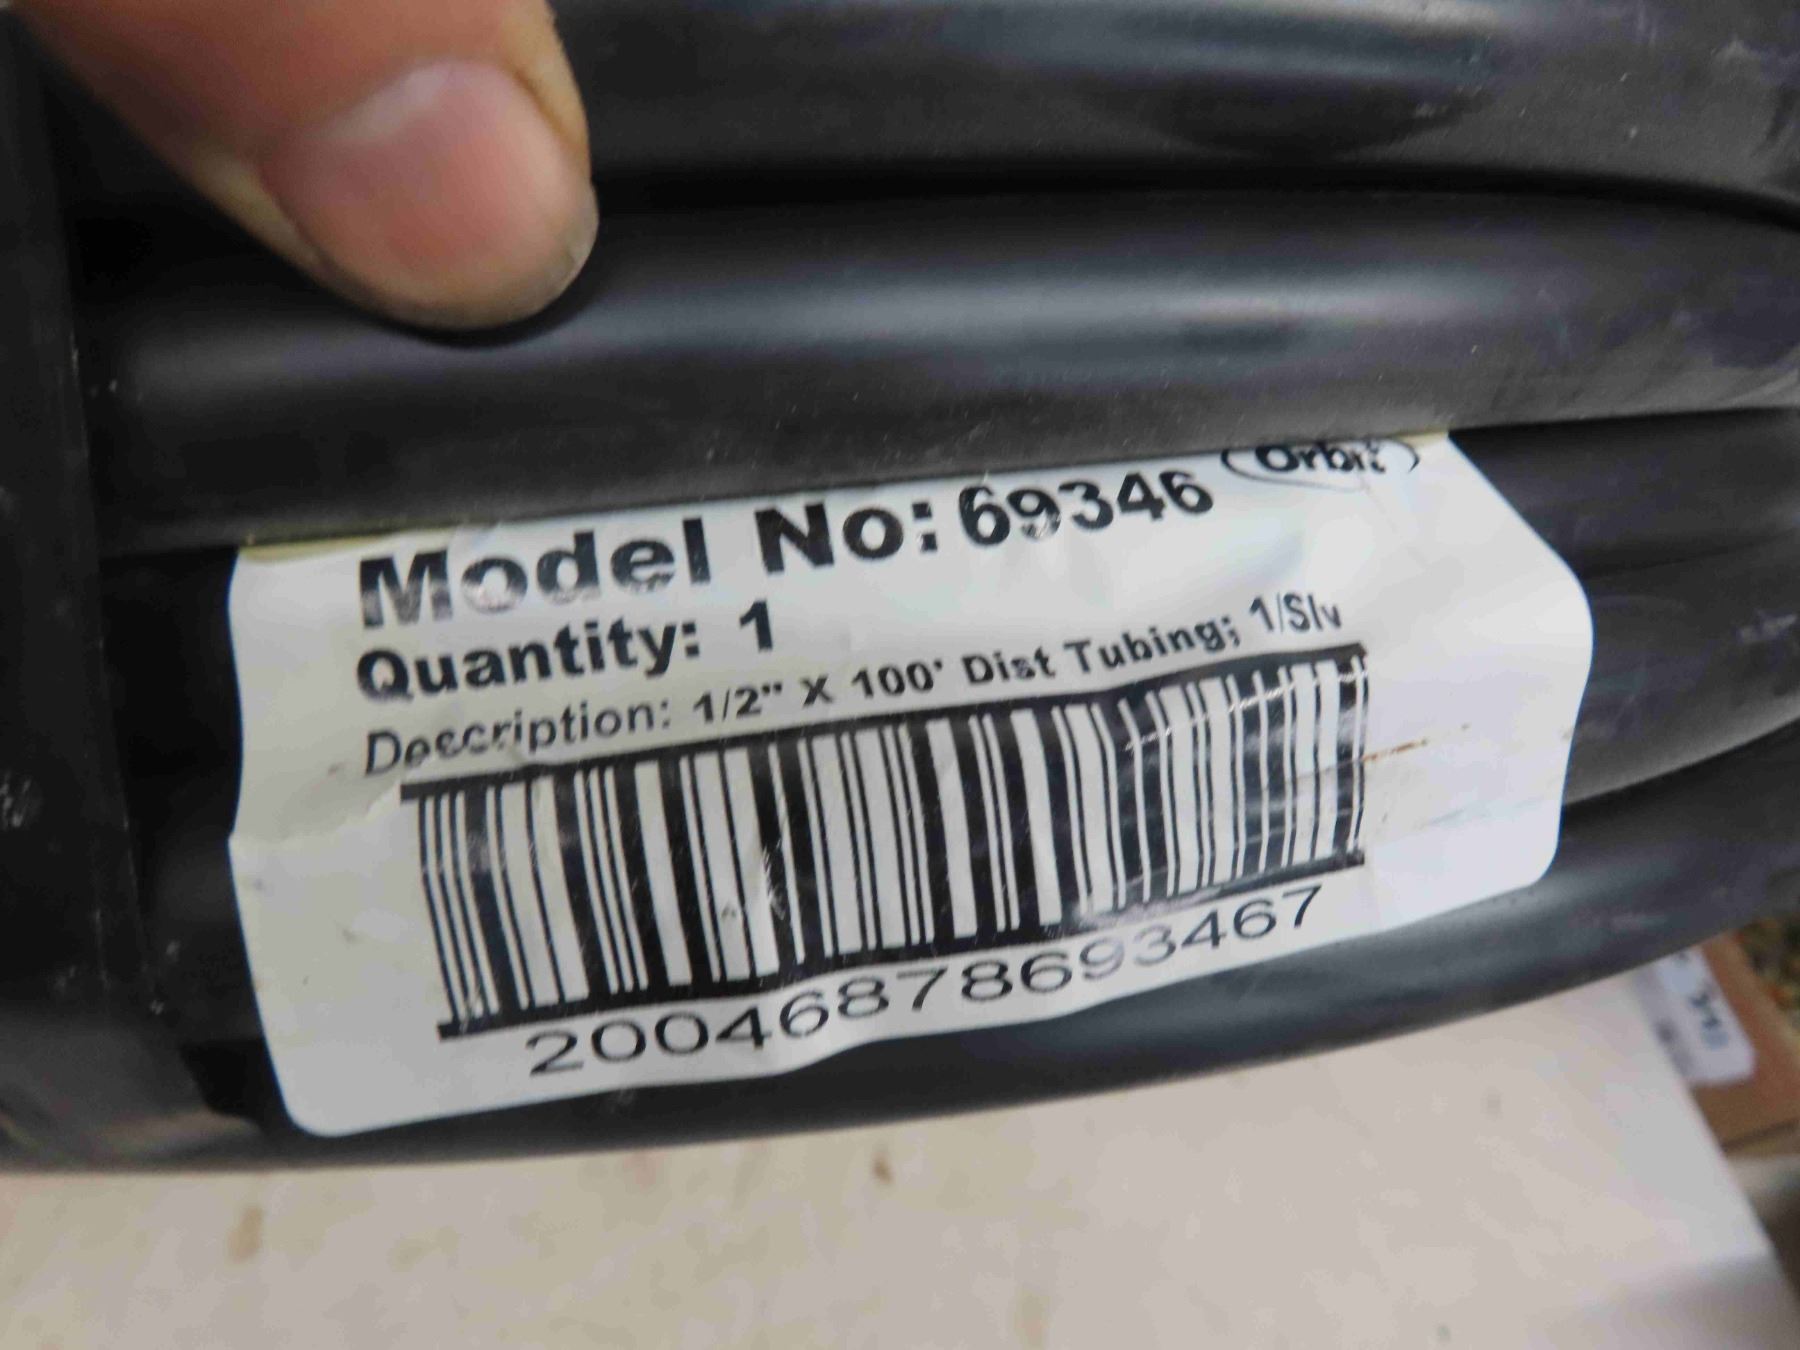 Orbit
Model No: 69346
Quantity: 1
Description: 1/2" X 100' Dist Tubing; 1/Slv
20046878693467